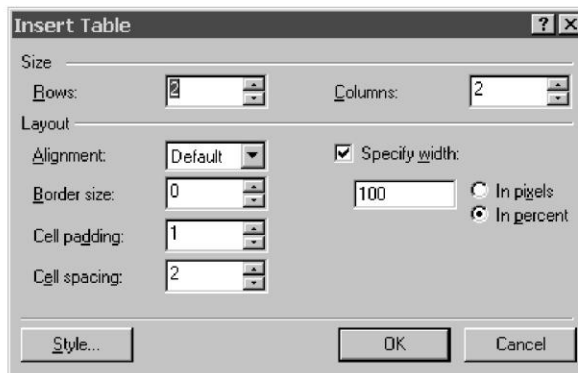 Insert Table
Size
Rows: 2 Columns: 2
Layout
Alignment: Default Specify width:
Border size: 0 100 In pixels
In percent
Cell padding: 1
Cell spacing: 2
Style... OK Cancel